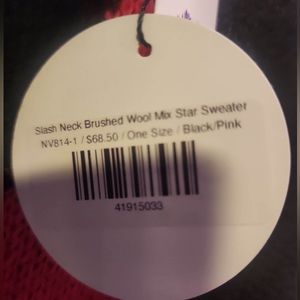 Slash Neck Brushed Wool Mix Star Sweater
NV814-1 / $68.50 / One Size / Black/Pink
41915033